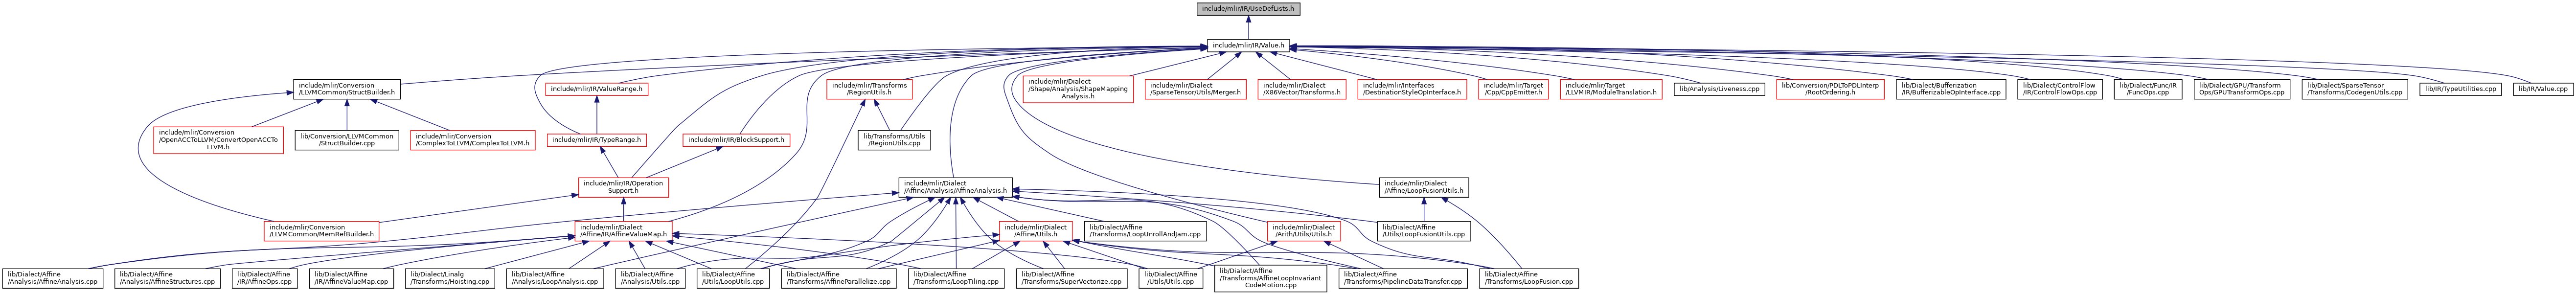 include/mlir/IR/UseDefLists.h
include/mlir/IR/Value.h
include/mlir/Conversion
/LLVMCommon/StructBuilder.h
include/mlir/IR/ValueRange.h
include/mlir/Transforms
/RegionUtils.h
include/mlir/Dialect
/Shape/Analysis/ShapeMapping
Analysis.h
include/mlir/Dialect
/SparseTensor/Utils/Merger.h
include/mlir/Dialect
/X86Vector/Transforms.h
include/mlir/Interfaces
/DestinationStyleOpInterface.h
include/mlir/Target
/Cpp/CppEmitter.h
include/mlir/Target
/LLVMIR/ModuleTranslation.h
lib/Analysis/Liveness.cpp
lib/Conversion/PDLToPDLInterp
/RootOrdering.h
lib/Dialect/Bufferization
/IR/BufferizableOpInterface.cpp
lib/Dialect/ControlFlow
/IR/ControlFlowOps.cpp
lib/Dialect/Func/IR
/FuncOps.cpp
lib/Dialect/GPU/Transform
Ops/GPUTransformOps.cpp
lib/Dialect/SparseTensor
/Transforms/CodegenUtils.cpp
lib/IR/TypeUtilities.cpp
lib/IR/Value.cpp
include/mlir/Conversion
/OpenACCToLLVM/ConvertOpenACCTo
LLVM.h
lib/Conversion/LLVMCommon
/StructBuilder.cpp
include/mlir/Conversion
/ComplexToLLVM/ComplexToLLVM.h
include/mlir/IR/TypeRange.h
include/mlir/IR/BlockSupport.h
lib/Transforms/Utils
/RegionUtils.cpp
include/mlir/IR/Operation
Support.h
include/mlir/Dialect
/Affine/Analysis/AffineAnalysis.h
include/mlir/Dialect
/Affine/LoopFusionUtils.h
include/mlir/Conversion
/LLVMCommon/MemRefBuilder.h
include/mlir/Dialect
/Affine/IR/AffineValueMap.h
include/mlir/Dialect
/Affine/Utils.h
lib/Dialect/Affine
/Transforms/LoopUnrollAndJam.cpp
include/mlir/Dialect
/Arith/Utils/Utils.h
lib/Dialect/Affine
/Utils/LoopFusionUtils.cpp
lib/Dialect/Affine
/Analysis/AffineAnalysis.cpp
lib/Dialect/Affine
/Analysis/AffineStructures.cpp
lib/Dialect/Affine
/IR/AffineOps.cpp
lib/Dialect/Affine
/IR/AffineValueMap.cpp
lib/Dialect/Linalg
/Transforms/Hoisting.cpp
lib/Dialect/Affine
/Analysis/LoopAnalysis.cpp
lib/Dialect/Affine
/Analysis/Utils.cpp
lib/Dialect/Affine
/Utils/LoopUtils.cpp
lib/Dialect/Affine
/Transforms/AffineParallelize.cpp
lib/Dialect/Affine
/Transforms/LoopTiling.cpp
lib/Dialect/Affine
/Transforms/SuperVectorize.cpp
lib/Dialect/Affine
/Utils/Utils.cpp
lib/Dialect/Affine
/Transforms/AffineLoopInvariant
CodeMotion.cpp
lib/Dialect/Affine
/Transforms/PipelineDataTransfer.cpp
lib/Dialect/Affine
/Transforms/LoopFusion.cpp